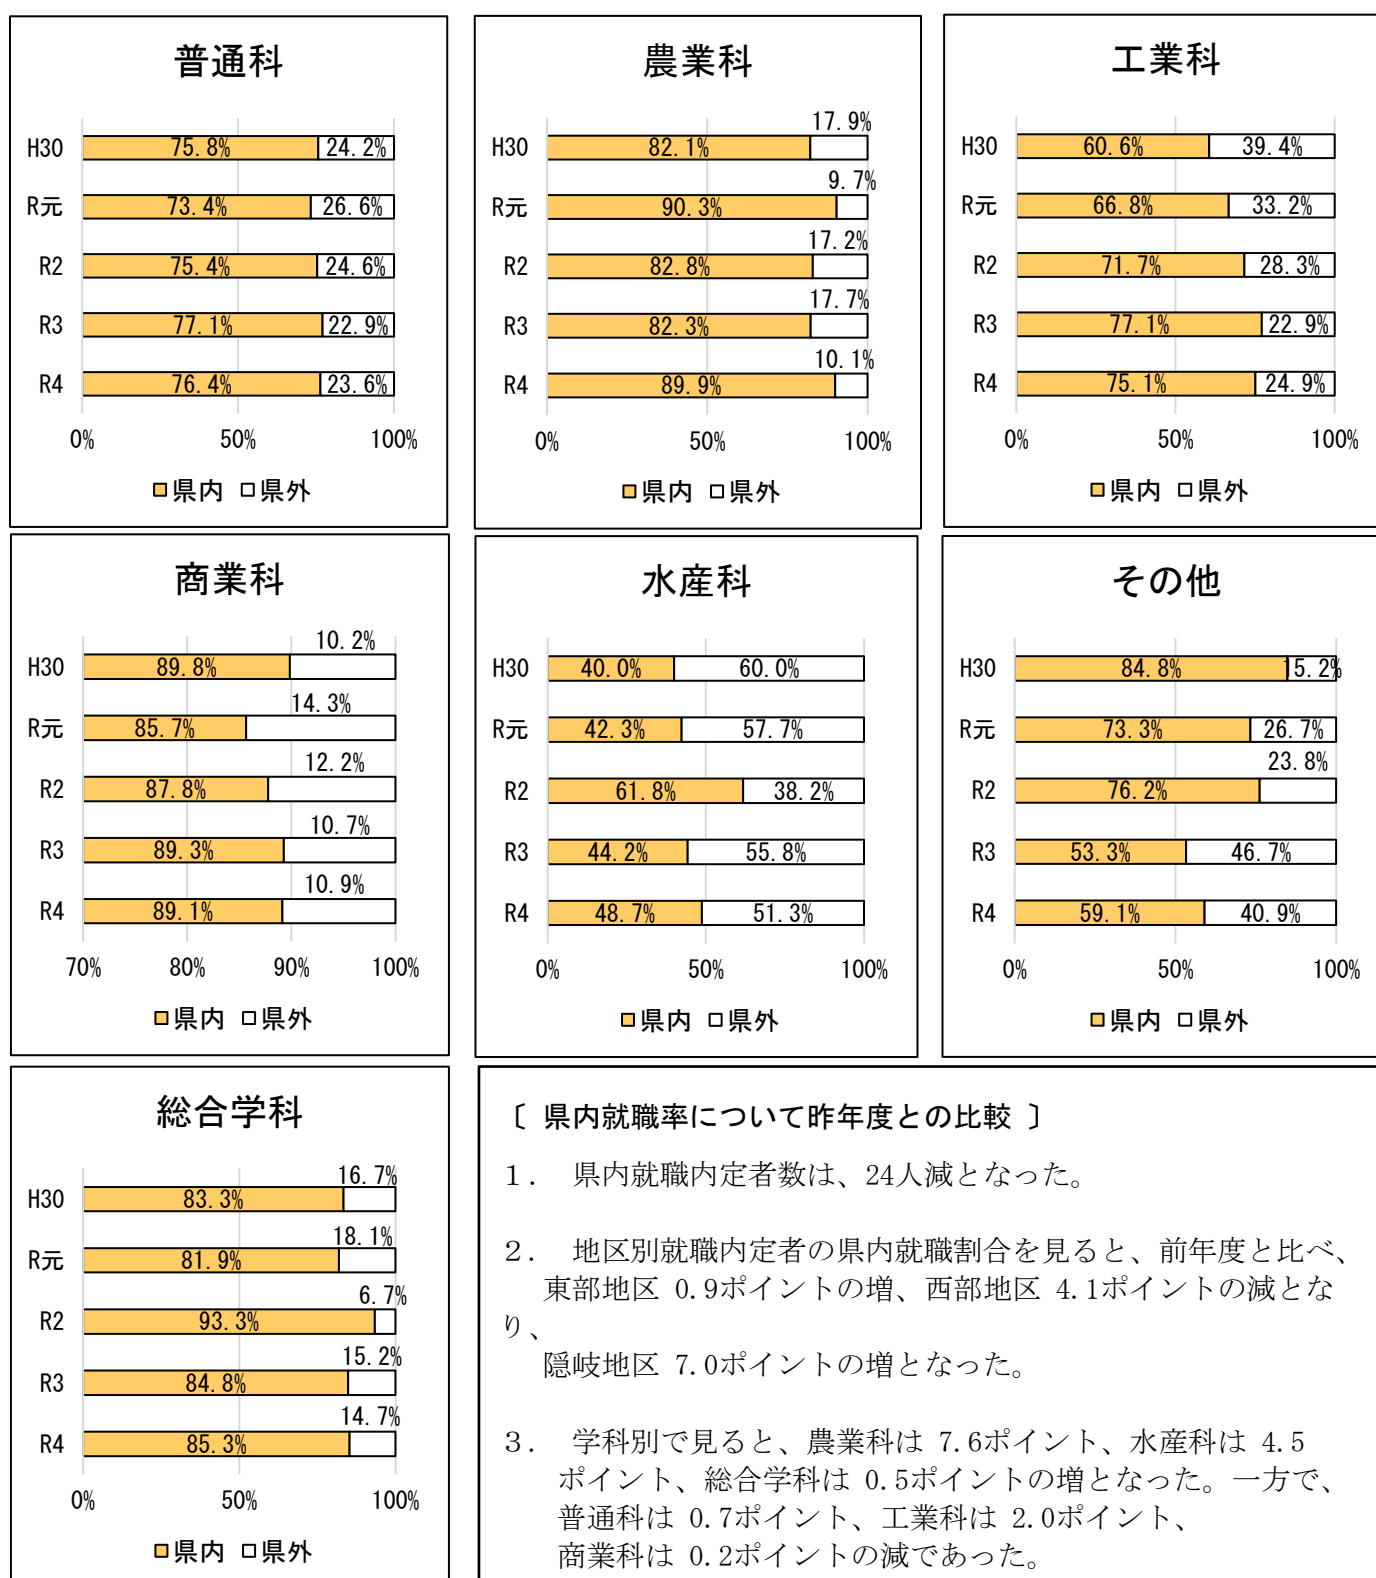 普通科
H30 75.8% 24.2%
R元 73.4% 26.6%
R2 75.4% 24.6%
R3 77.1% 22.9%
R4 76.4% 23.6%
0% 50% 100%
■県内 □県外
農業科
17.9%
H30 82.1%
9.7%
R元 90.3%
17.2%
R2 82.8%
17.7%
R3 82.3%
10.1%
R4 89.9%
0% 50% 100%
■県内 □県外
工業科
H30 60.6% 39.4%
R元 66.8% 33.2%
R2 71.7% 28.3%
R3 77.1% 22.9%
R4 75.1% 24.9%
0% 50% 100%
■県内 □県外
商業科
10.2%
H30 89.8%
14.3%
R元 85.7%
12.2%
R2 87.8%
10.7%
R3 89.3%
10.9%
R4 89.1%
70% 80% 90% 100%
■県内 □県外
水産科
H30 40.0% 60.0%
R元 42.3% 57.7%
R2 61.8% 38.2%
R3 44.2% 55.8%
R4 48.7% 51.3%
0% 50% 100%
■県内 □県外
その他
H30 84.8% 15.2%
R元 73.3% 26.7%
23.8%
R2 76.2%
R3 53.3% 46.7%
R4 59.1% 40.9%
0% 50% 100%
■県内 □県外
総合学科
16.7%
H30 83.3%
18.1%
R元 81.9%
6.7%
R2 93.3%
15.2%
R3 84.8%
14.7%
R4 85.3%
0% 50% 100%
■県内 □県外
〔 県内就職率について昨年度との比較 〕
１． 県内就職内定者数は、24人減となった。
２． 地区別就職内定者の県内就職割合を見ると、前年度と比べ、
東部地区 0.9ポイントの増、西部地区 4.1ポイントの減とな
り、
隠岐地区 7.0ポイントの増となった。
３． 学科別で見ると、農業科は 7.6ポイント、水産科は 4.5
ポイント、総合学科は 0.5ポイントの増となった。一方で、
普通科は 0.7ポイント、工業科は 2.0ポイント、
商業科は 0.2ポイントの減であった。